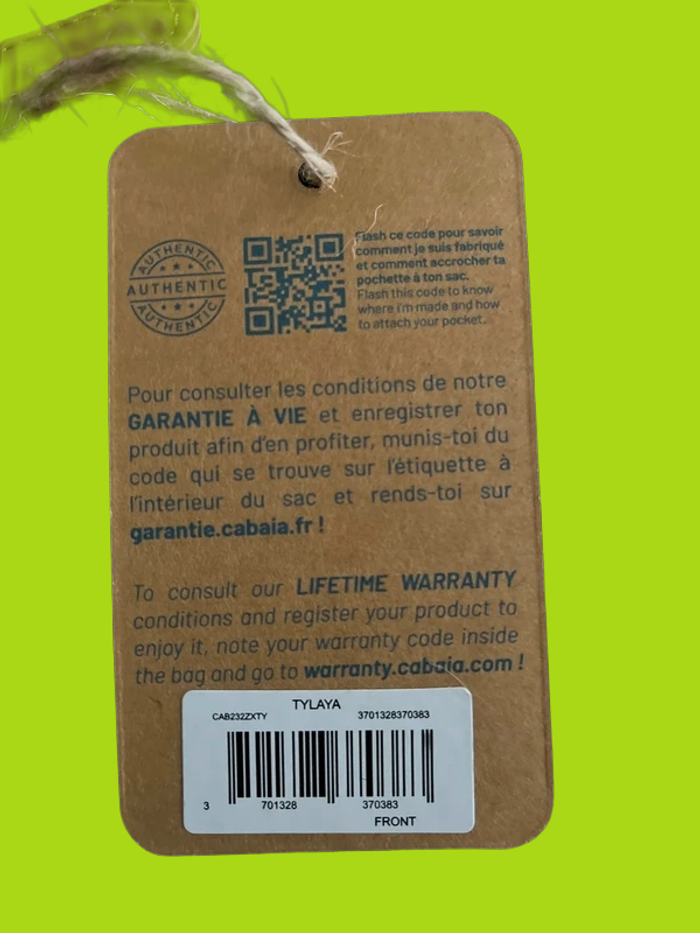 AUTHENTIC
AUTHENTIC
AUTHENTIC
Flash ce code pour savoir
comment je suis fabriqué
et comment accrocher ta
pochette à ton sac.
Flash this code to know
where i'm made and how
to attach your pocket.
Pour consulter les conditions de notre
GARANTIE À VIE et enregistrer ton
produit afin d'en profiter, munis-toi du
code qui se trouve sur l'étiquette à
l'intérieur du sac et rends-toi sur
garantie.cabaia.fr !
To consult our LIFETIME WARRANTY
conditions and register your product to
enjoy it, note your warranty code inside
the bag and go to warranty.cabaia.com !
TYLAYA
CAB232ZXTY 3701328370383
3 701328 370383
FRONT